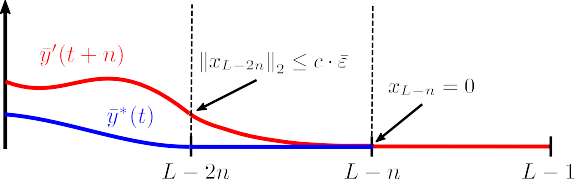 ȳ′(t + n)
‖x_{L−2n}‖₂ ≤ c · ε̄
x_{L−n} = 0
ȳ*(t)
L − 2n
L − n
L − 1